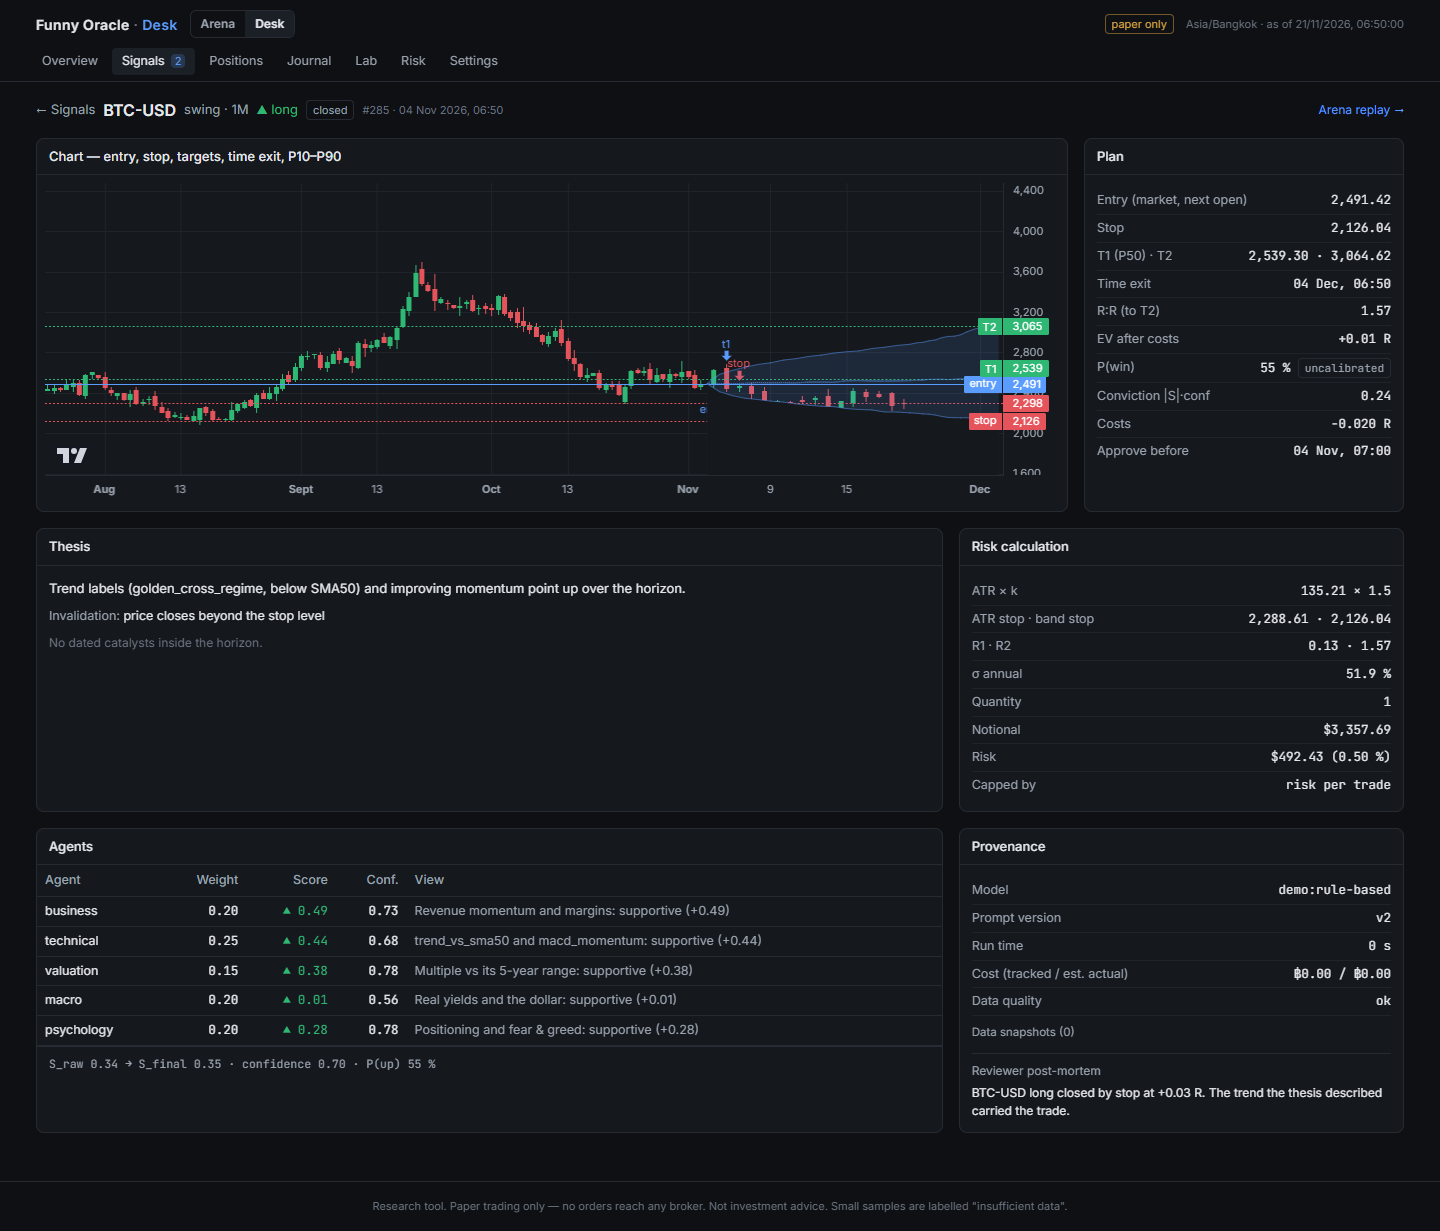 Funny Oracle · Desk
Arena
Desk
paper only
Asia/Bangkok · as of 21/11/2026, 06:50:00
Overview
Signals 2
Positions
Journal
Lab
Risk
Settings
← Signals BTC-USD swing · 1M ▲ long closed #285 · 04 Nov 2026, 06:50
Arena replay →
Chart — entry, stop, targets, time exit, P10–P90
4,400
4,000
3,600
3,200
T2 3,065
2,800
t1
stop
T1 2,539
entry 2,491
2,298
e
stop 2,126
2,000
1,600
Aug 13 Sept 13 Oct 13 Nov 9 15 Dec
Plan
Entry (market, next open) 2,491.42
Stop 2,126.04
T1 (P50) · T2 2,539.30 · 3,064.62
Time exit 04 Dec, 06:50
R:R (to T2) 1.57
EV after costs +0.01 R
P(win) 55 % uncalibrated
Conviction |S|·conf 0.24
Costs -0.020 R
Approve before 04 Nov, 07:00
Thesis
Trend labels (golden_cross_regime, below SMA50) and improving momentum point up over the horizon.
Invalidation: price closes beyond the stop level
No dated catalysts inside the horizon.
Risk calculation
ATR × k 135.21 × 1.5
ATR stop · band stop 2,288.61 · 2,126.04
R1 · R2 0.13 · 1.57
σ annual 51.9 %
Quantity 1
Notional $3,357.69
Risk $492.43 (0.50 %)
Capped by risk per trade
Agents
Agent Weight Score Conf. View
business 0.20 ▲ 0.49 0.73 Revenue momentum and margins: supportive (+0.49)
technical 0.25 ▲ 0.44 0.68 trend_vs_sma50 and macd_momentum: supportive (+0.44)
valuation 0.15 ▲ 0.38 0.78 Multiple vs its 5-year range: supportive (+0.38)
macro 0.20 ▲ 0.01 0.56 Real yields and the dollar: supportive (+0.01)
psychology 0.20 ▲ 0.28 0.78 Positioning and fear & greed: supportive (+0.28)
S_raw 0.34 → S_final 0.35 · confidence 0.70 · P(up) 55 %
Provenance
Model demo:rule-based
Prompt version v2
Run time 0 s
Cost (tracked / est. actual) ฿0.00 / ฿0.00
Data quality ok
Data snapshots (0)
Reviewer post-mortem
BTC-USD long closed by stop at +0.03 R. The trend the thesis described
carried the trade.
Research tool. Paper trading only — no orders reach any broker. Not investment advice. Small samples are labelled "insufficient data".